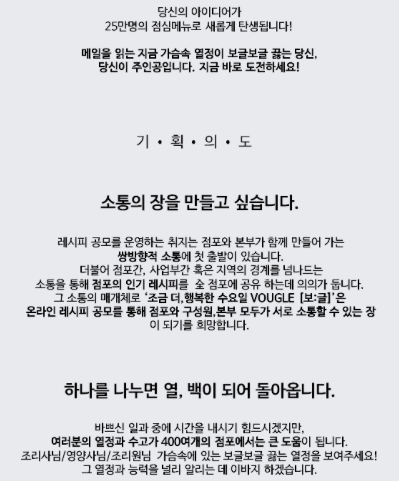 당신의 아이디어가
25만명의 점심메뉴로 새롭게 탄생됩니다!
메일을 읽는 지금 가슴속 열정이 보글보글 끓는 당신,
당신이 주인공입니다. 지금 바로 도전하세요!
기 • 획 • 의 • 도
소통의 장을 만들고 싶습니다.
레시피 공모를 운영하는 취지는 점포와 본부가 함께 만들어 가는
쌍방향적 소통에 첫 출발이 있습니다.
더불어 점포간, 사업부간 혹은 지역의 경계를 넘나드는
소통을 통해 점포의 인기 레시피를 全 점포에 공유 하는데 의의가 둡니다.
그 소통의 매개체로 ‘조금 더,행복한 수요일 VOUGLE [보:글]’은
온라인 레시피 공모를 통해 점포와 구성원,본부 모두가 서로 소통할 수 있는 장
이 되기를 희망합니다.
하나를 나누면 열, 백이 되어 돌아옵니다.
바쁘신 일과 중에 시간을 내시기 힘드시겠지만,
여러분의 열정과 수고가 400여개의 점포에서는 큰 도움이 됩니다.
조리사님/영양사님/조리원님 가슴속에 있는 보글보글 끓는 열정을 보여주세요!
그 열정과 능력을 널리 알리는 데 이바지 하겠습니다.